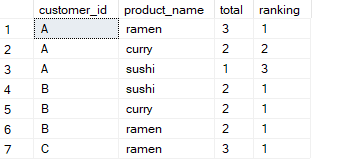 customer_id product_name total ranking
1 A ramen 3 1
2 A curry 2 2
3 A sushi 1 3
4 B sushi 2 1
5 B curry 2 1
6 B ramen 2 1
7 C ramen 3 1